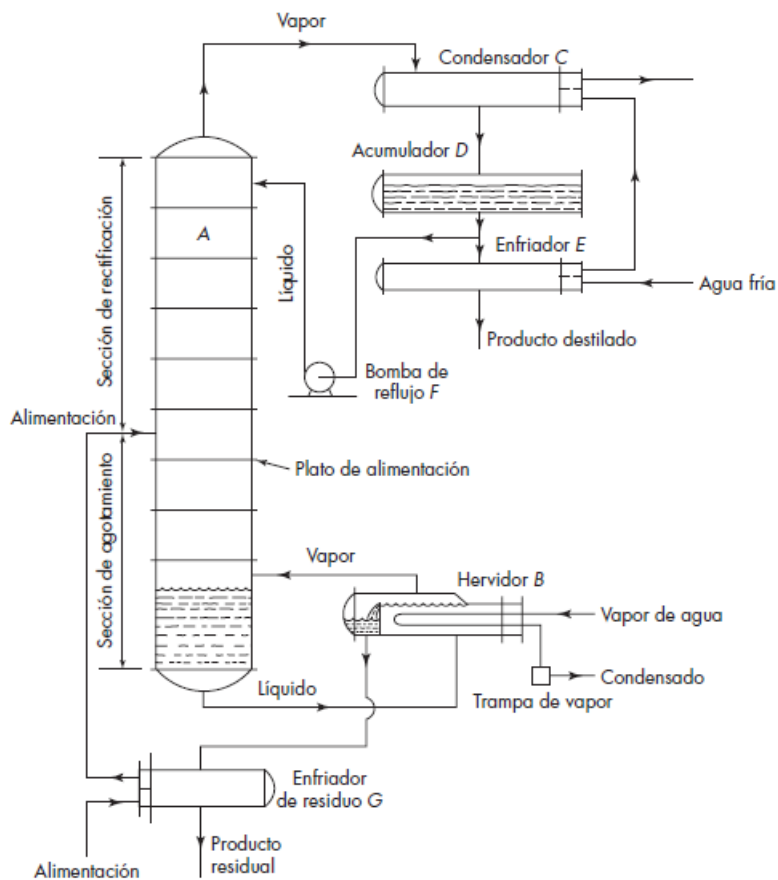 Vapor
Condensador C
Acumulador D
Sección de rectificación
A
Líquido
Enfriador E
Agua fría
Producto destilado
Bomba de
reflujo F
Alimentación
Plato de alimentación
Sección de agotamiento
Vapor
Hervidor B
Vapor de agua
Condensado
Trampa de vapor
Líquido
Enfriador
de residuo G
Producto
residual
Alimentación